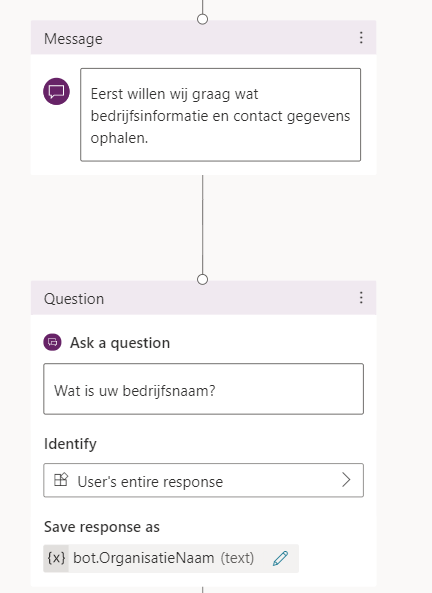 Message
Eerst willen wij graag wat
bedrijfsinformatie en contact gegevens
ophalen.
Question
Ask a question
Wat is uw bedrijfsnaam?
Identify
User's entire response
Save response as
{x} bot.OrganisatieNaam (text)